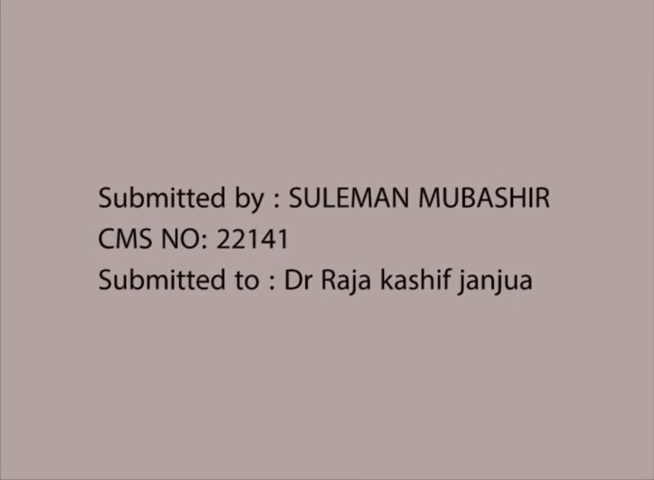 Submitted by : SULEMAN MUBASHIR
CMS NO: 22141
Submitted to : Dr Raja kashif janjua